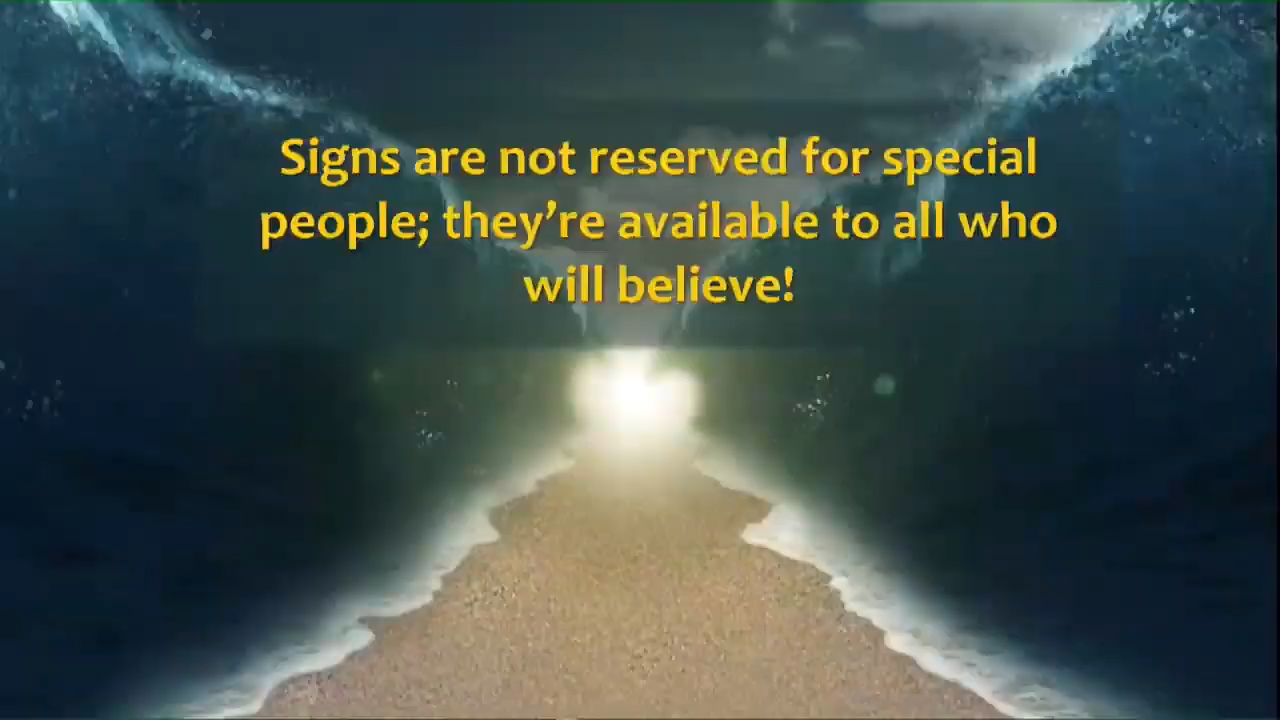 Signs are not reserved for special
people; they’re available to all who
will believe!